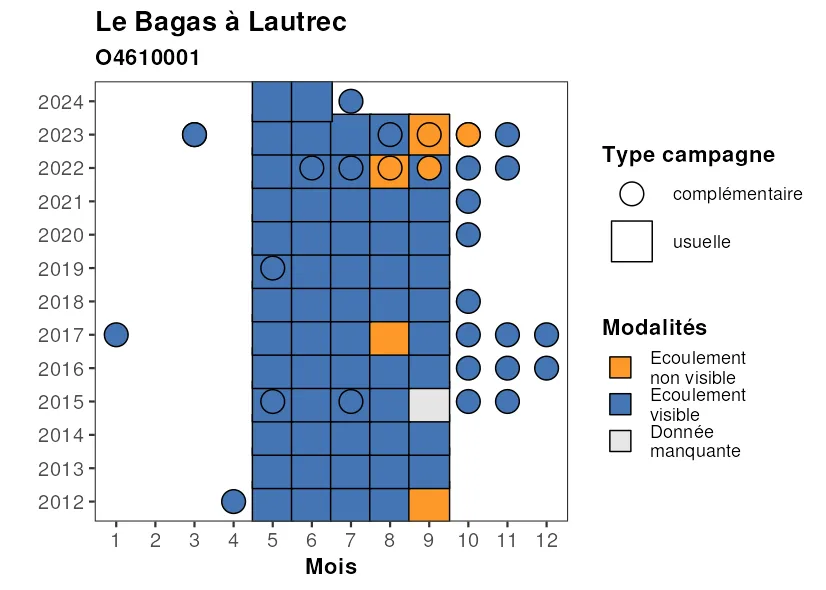 Le Bagas à Lautrec
O4610001
2024
2023
2022
2021
2020
2019
2018
2017
2016
2015
2014
2013
2012
1 2 3 4 5 6 7 8 9 10 11 12
Mois
Type campagne
complémentaire
usuelle
Modalités
Ecoulement
non visible
Ecoulement
visible
Donnée
manquante